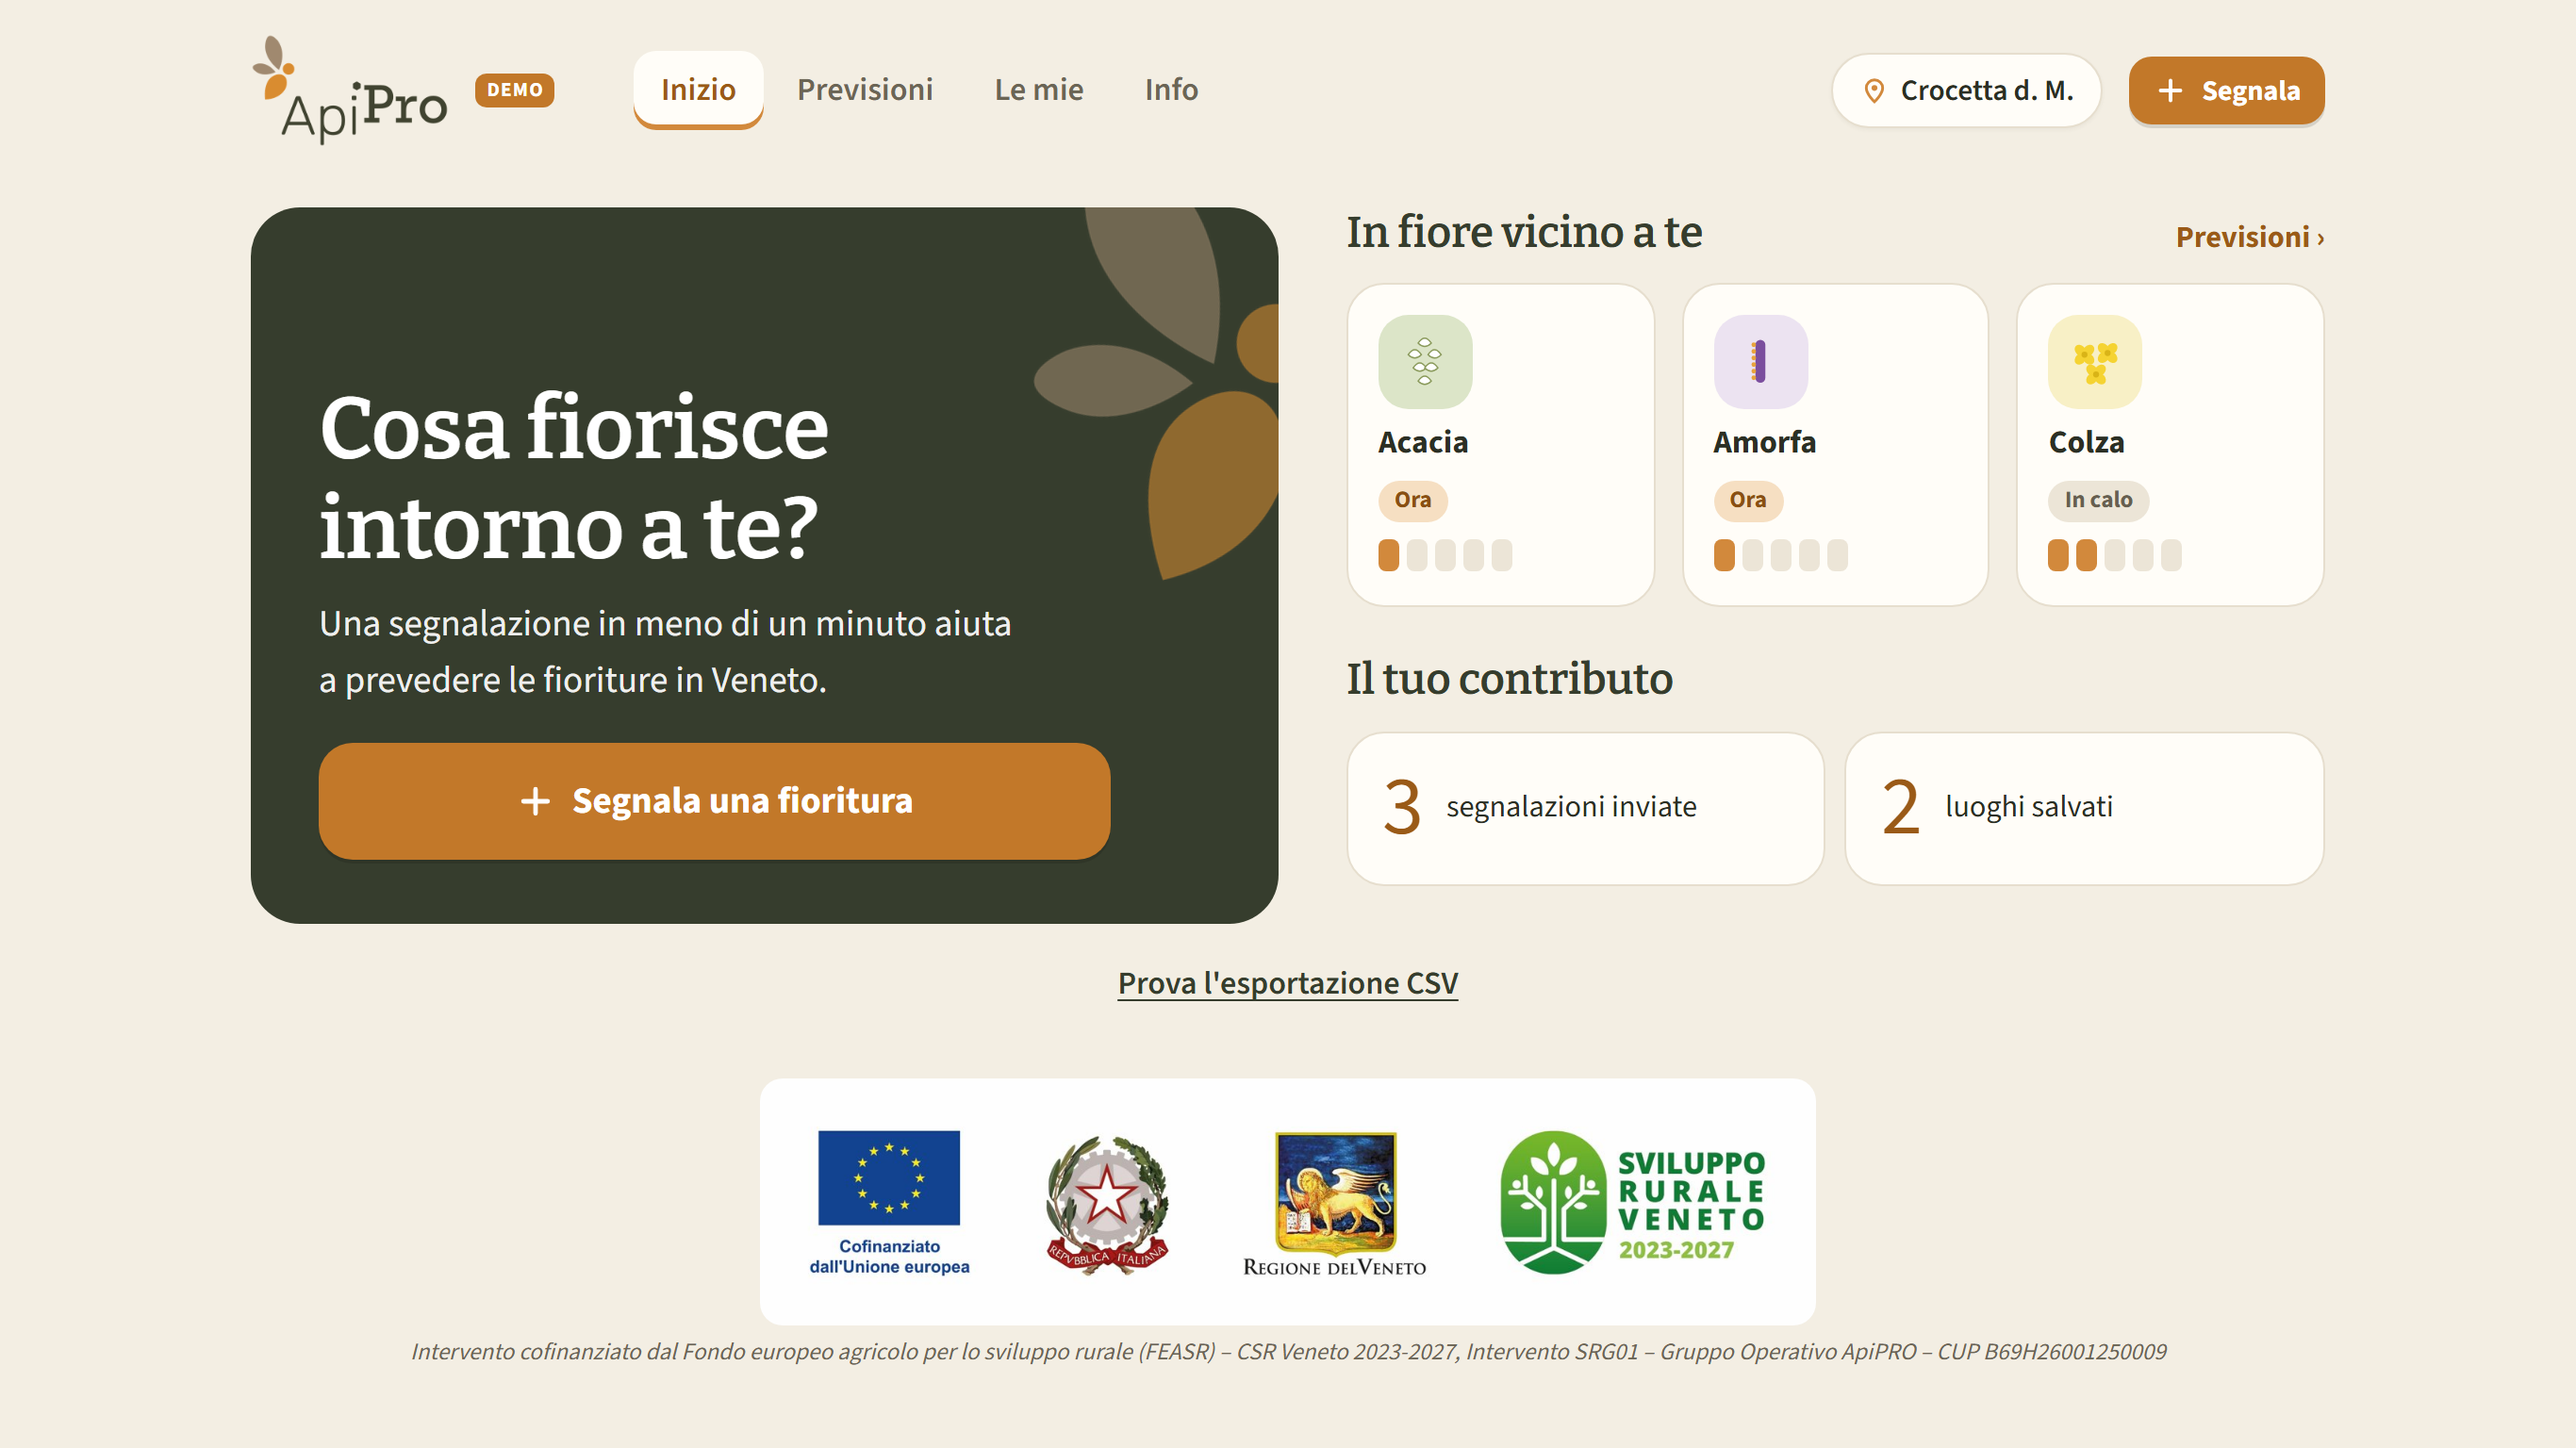 ApiPro
DEMO
Inizio
Previsioni
Le mie
Info
Crocetta d. M.
+ Segnala
Cosa fiorisce
intorno a te?
Una segnalazione in meno di un minuto aiuta
a prevedere le fioriture in Veneto.
+ Segnala una fioritura
In fiore vicino a te
Previsioni ›
Acacia
Ora
Amorfa
Ora
Colza
In calo
Il tuo contributo
3 segnalazioni inviate
2 luoghi salvati
Prova l'esportazione CSV
Cofinanziato
dall'Unione europea
REPVBBLICA ITALIANA
REGIONE DEL VENETO
SVILUPPO
RURALE
VENETO
2023-2027
Intervento cofinanziato dal Fondo europeo agricolo per lo sviluppo rurale (FEASR) – CSR Veneto 2023-2027, Intervento SRG01 – Gruppo Operativo ApiPRO – CUP B69H26001250009